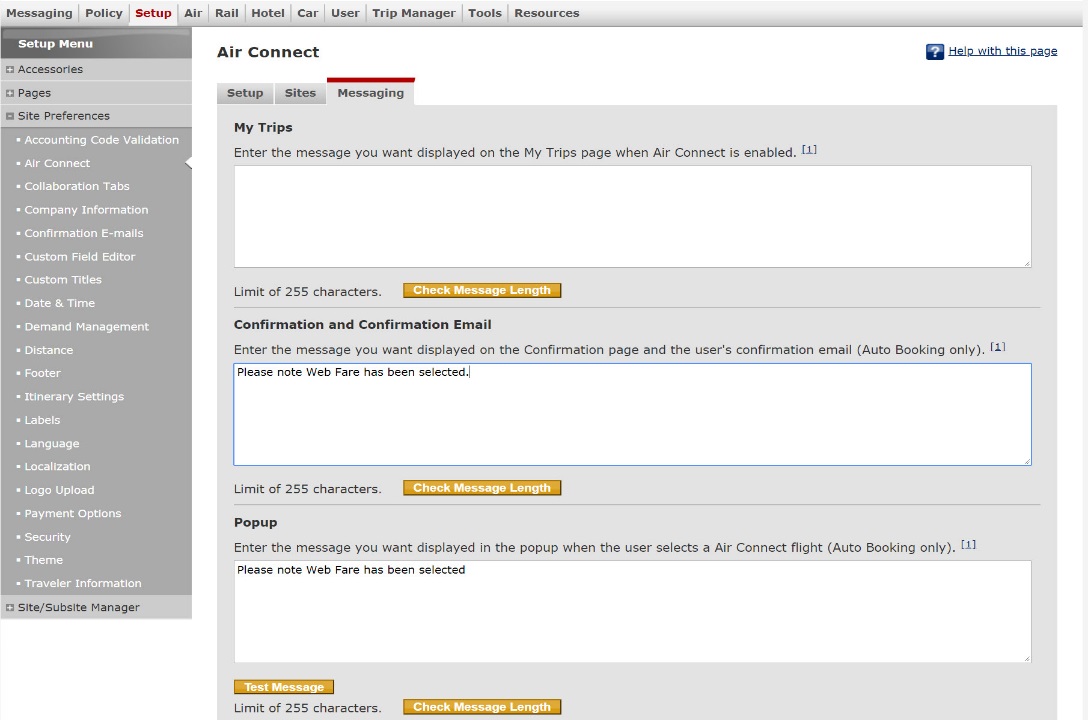 Messaging Policy Setup Air Rail Hotel Car User Trip Manager Tools Resources
Setup Menu
Accessories
Pages
Site Preferences
Accounting Code Validation
Air Connect
Collaboration Tabs
Company Information
Confirmation E-mails
Custom Field Editor
Custom Titles
Date & Time
Demand Management
Distance
Footer
Itinerary Settings
Labels
Language
Localization
Logo Upload
Payment Options
Security
Theme
Traveler Information
Site/Subsite Manager
Air Connect
? Help with this page
Setup Sites Messaging
My Trips
Enter the message you want displayed on the My Trips page when Air Connect is enabled. [1]
Limit of 255 characters. Check Message Length
Confirmation and Confirmation Email
Enter the message you want displayed on the Confirmation page and the user's confirmation email (Auto Booking only). [1]
Please note Web Fare has been selected.
Limit of 255 characters. Check Message Length
Popup
Enter the message you want displayed in the popup when the user selects a Air Connect flight (Auto Booking only). [1]
Please note Web Fare has been selected
Test Message
Limit of 255 characters. Check Message Length